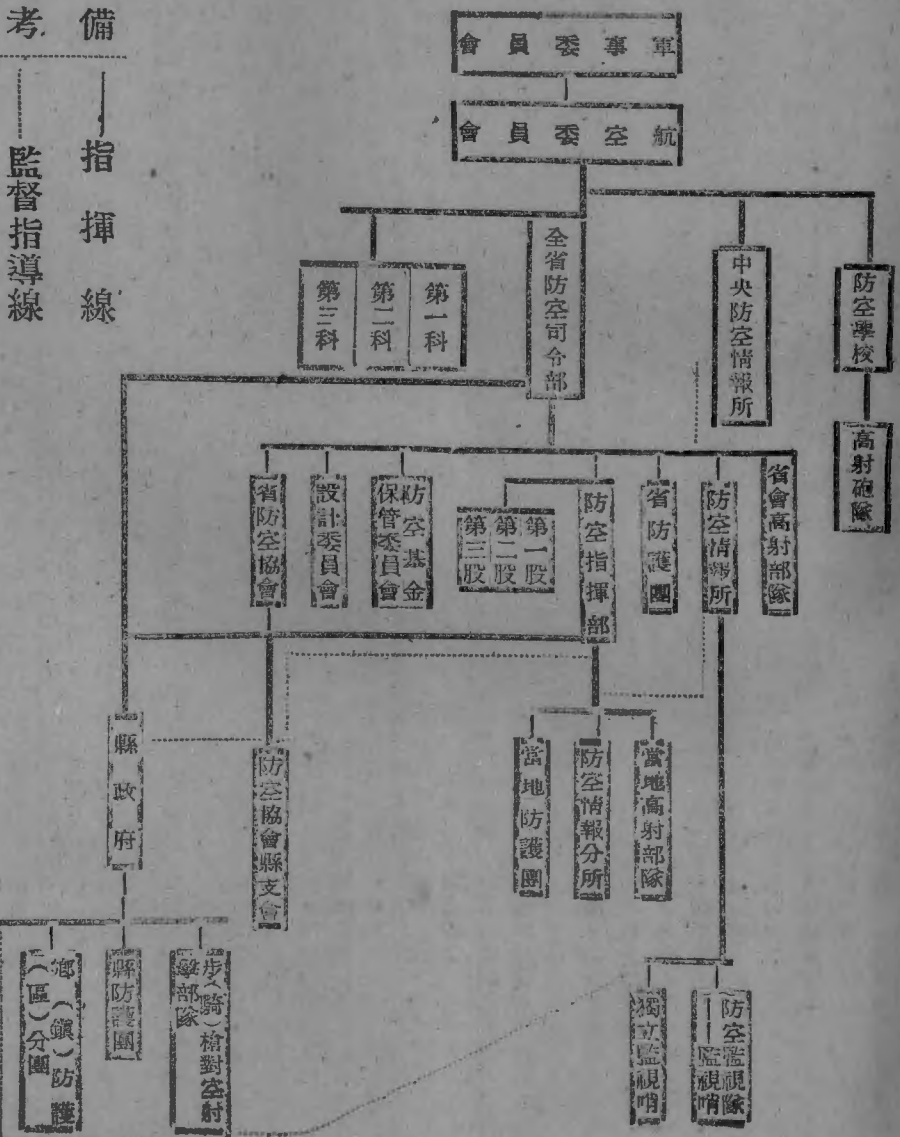 軍事委員會
航空委員會
防空學校
高射砲隊
中央防空情報所
全省防空司令部
第一科
第二科
第三科
省會高射部隊
防空情報所
省防護團
防空指揮部
第一股
第二股
第三股
防空基金
保管委員會
設計委員會
省防空協會
當地高射部隊
防空情報分所
當地防護團
防空協會縣支會
縣政府
防空監視隊
——監視哨
獨立監視哨
步(騎)槍對空射
擊部隊
縣防護團
鄉(鎮)防護
(區)分團
備考
指揮線
監督指導線